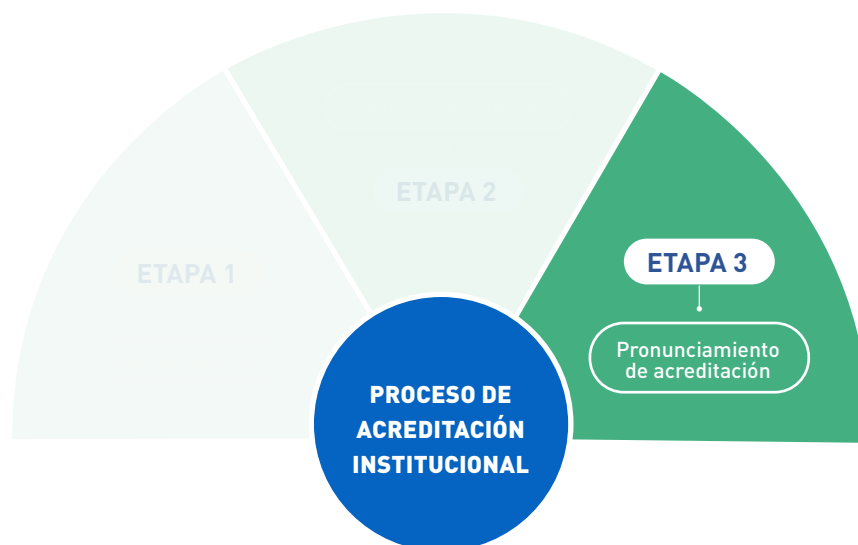 ETAPA 1
ETAPA 2
ETAPA 3
Pronunciamiento
de acreditación
PROCESO DE
ACREDITACIÓN
INSTITUCIONAL